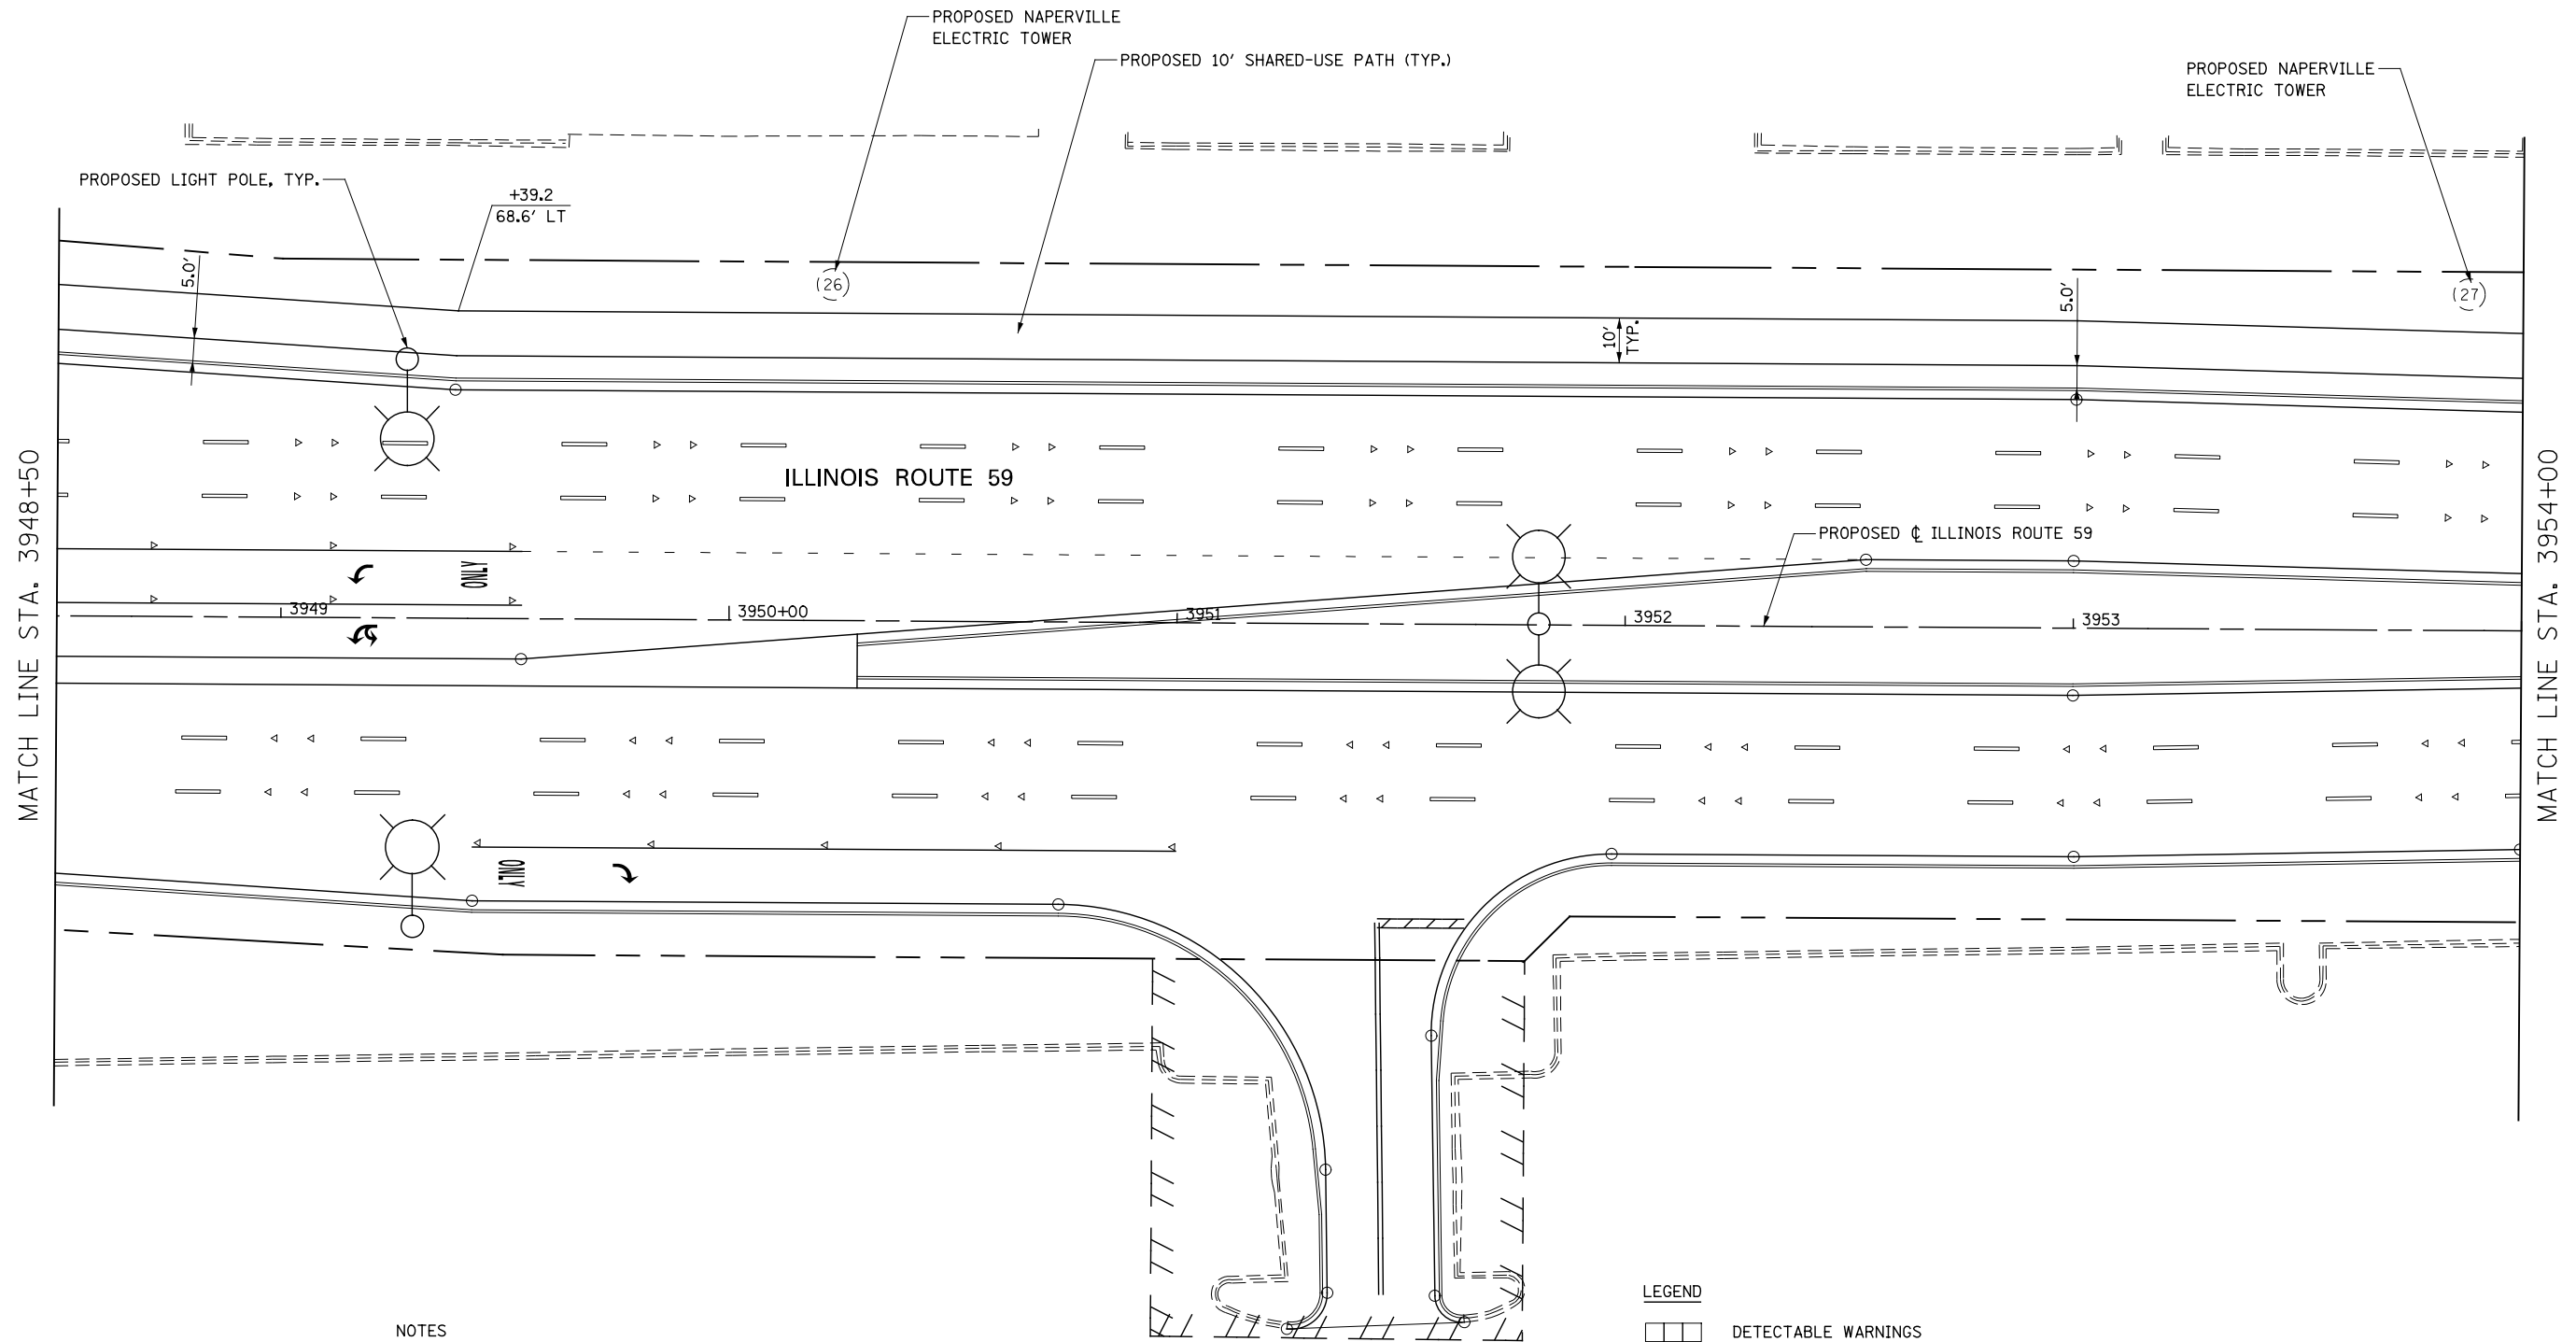 PROPOSED NAPERVILLE
ELECTRIC TOWER
PROPOSED 10' SHARED-USE PATH (TYP.)
PROPOSED NAPERVILLE
ELECTRIC TOWER
PROPOSED LIGHT POLE, TYP.
+39.2
68.6' LT
5.0'
(26)
5.0'
(27)
10'
TYP.
MATCH LINE STA. 3948+50
ILLINOIS ROUTE 59
MATCH LINE STA. 3954+00
PROPOSED ℄ ILLINOIS ROUTE 59
ONLY
3949
3950+00
3951
3952
3953
ONLY
LEGEND
NOTES
DETECTABLE WARNINGS